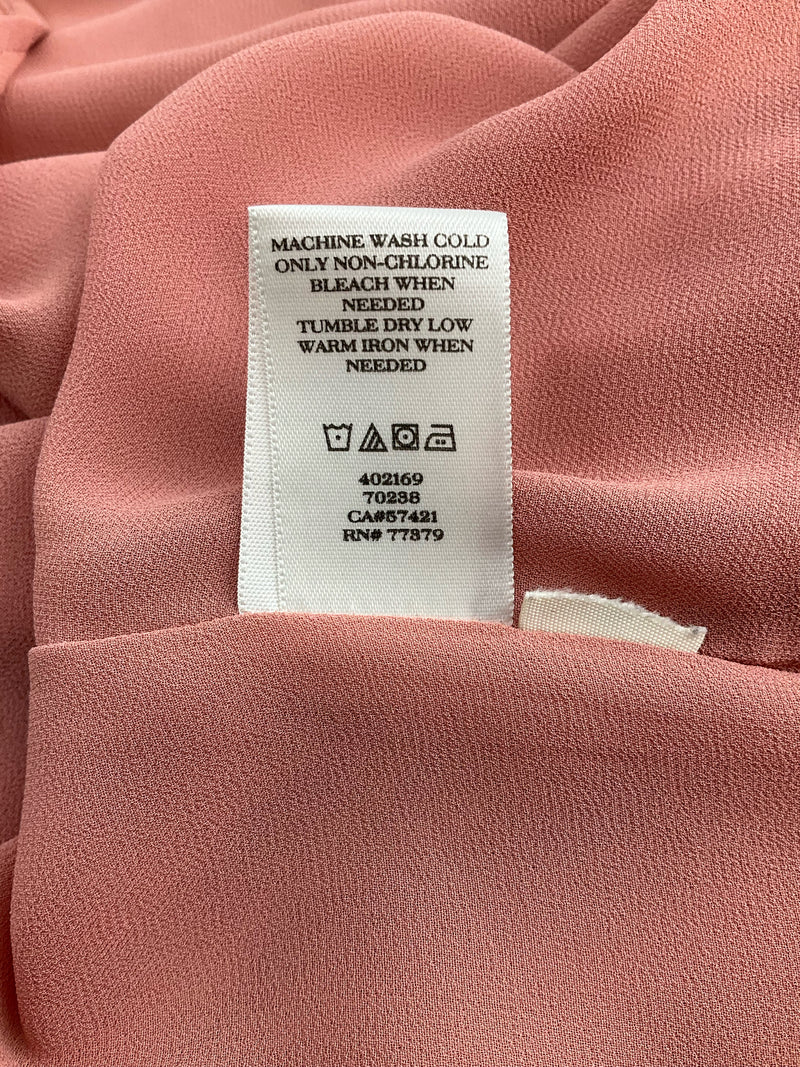 MACHINE WASH COLD
ONLY NON-CHLORINE
BLEACH WHEN
NEEDED
TUMBLE DRY LOW
WARM IRON WHEN
NEEDED
402169
70238
CA#57421
RN# 77379